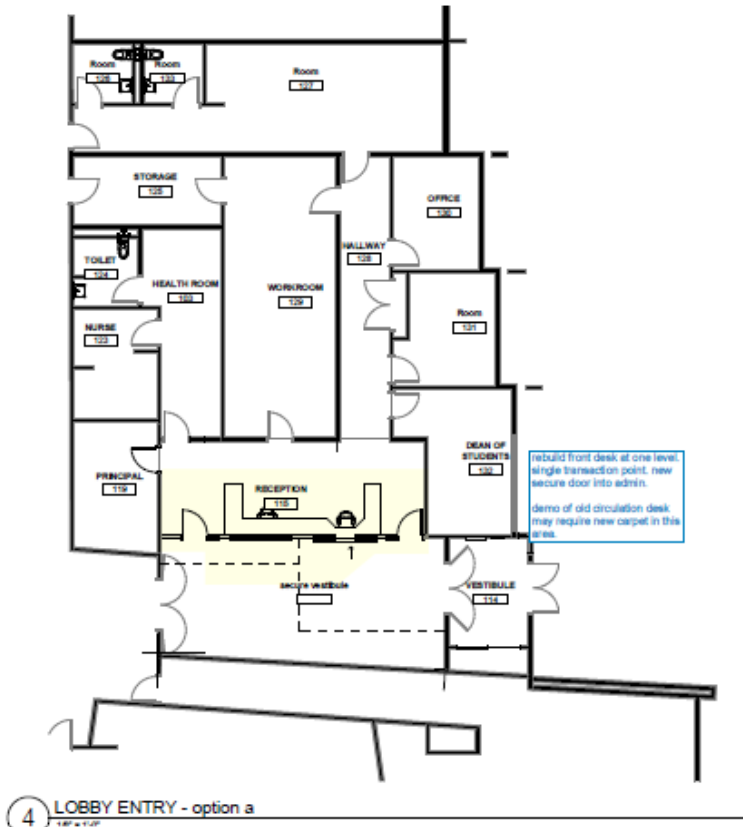 Room
Room
133
Room
127
STORAGE
125
OFFICE
130
TOILET
124
HALLWAY
128
HEALTH ROOM
103
WORKROOM
129
Room
131
NURSE
123
DEAN OF
STUDENTS
132
rebuild front desk at one level.
single transaction point. new
secure door into admin.
demo of old circulation desk
may require new carpet in this
area.
PRINCIPAL
119
RECEPTION
115
1
secure vestibule
VESTIBULE
114
4
LOBBY ENTRY - option a